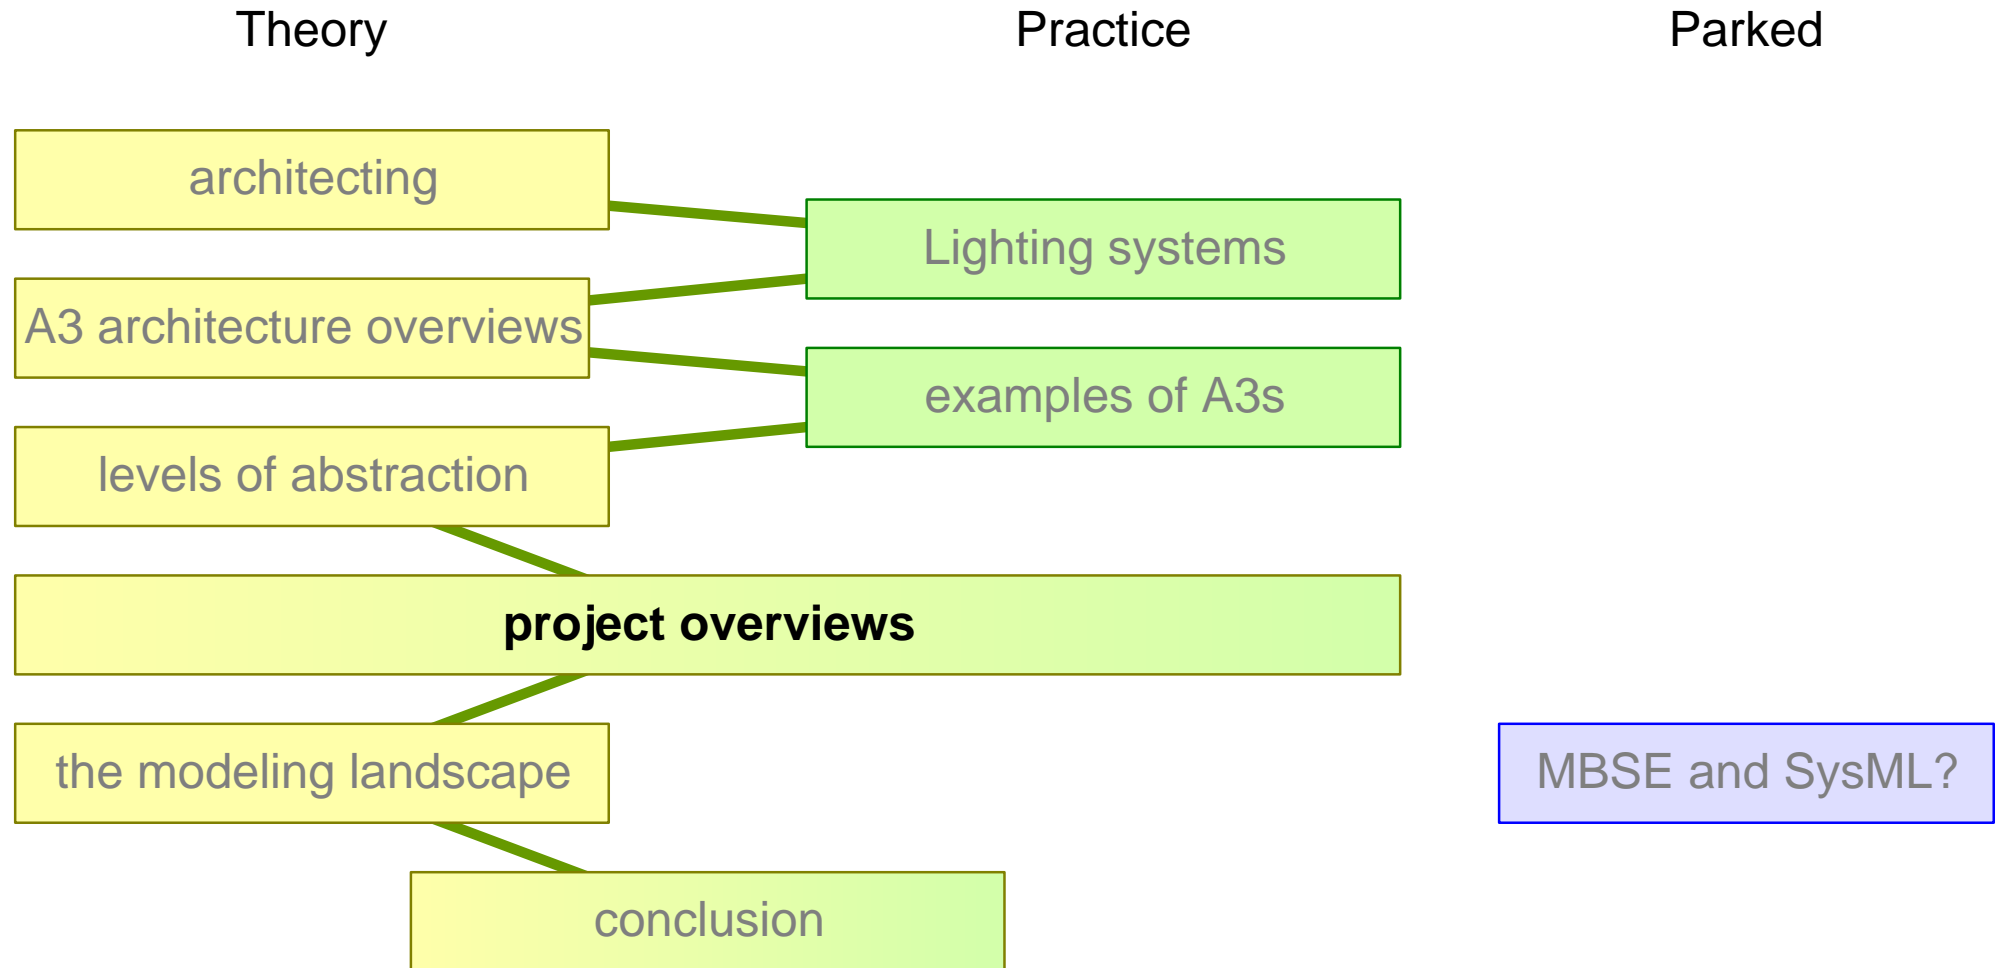 Theory
Practice
Parked
architecting
Lighting systems
A3 architecture overviews
examples of A3s
levels of abstraction
project overviews
the modeling landscape
MBSE and SysML?
conclusion